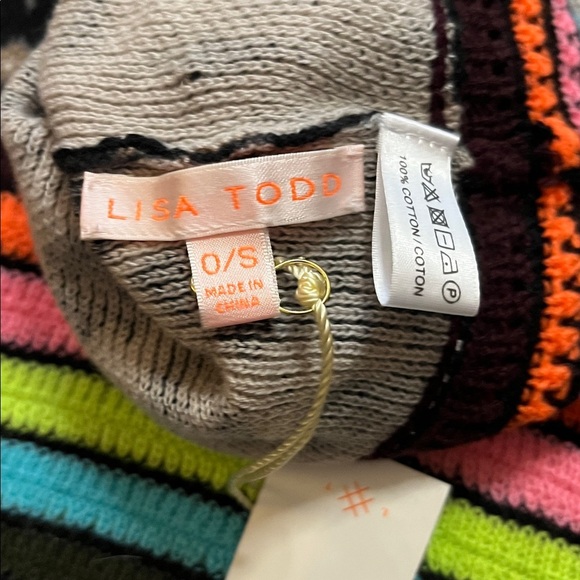 LISA TODD
O/S
MADE IN
CHINA
100% COTTON / COTON
P
'#'